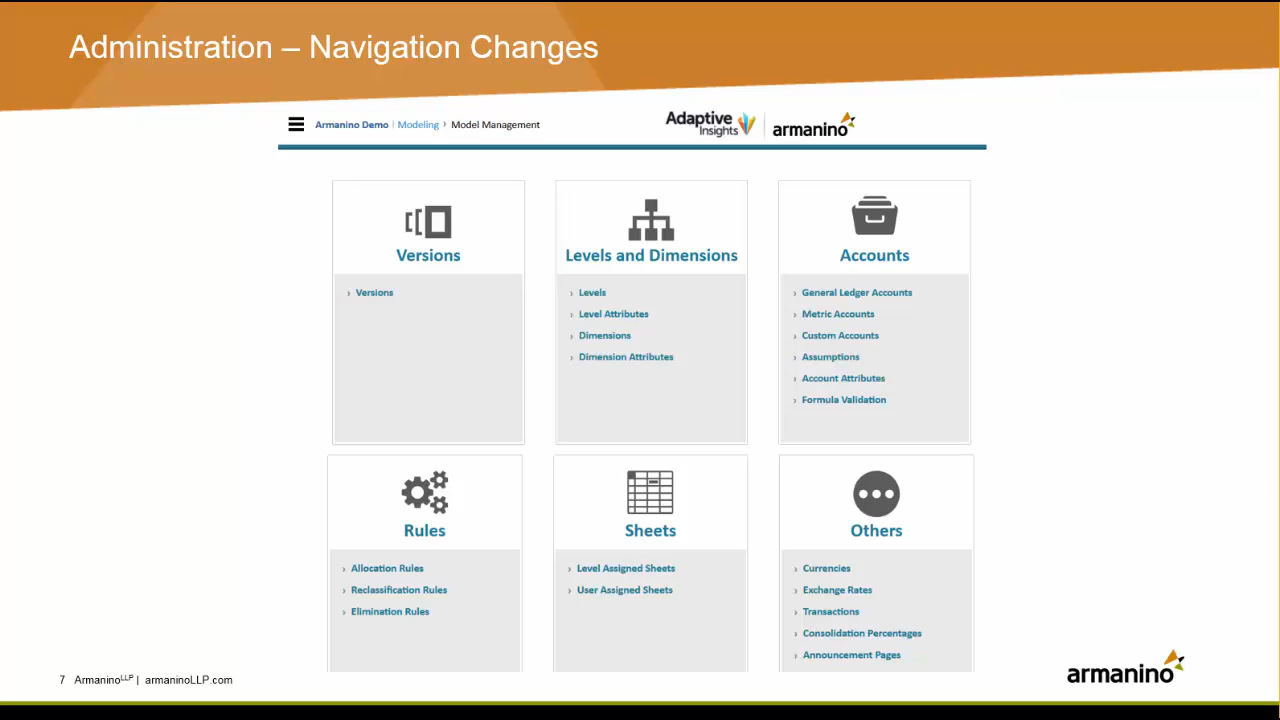 Administration – Navigation Changes
Armanino Demo | Modeling › Model Management
Adaptive Insights
armanino
Versions
› Versions
Levels and Dimensions
› Levels
› Level Attributes
› Dimensions
› Dimension Attributes
Accounts
› General Ledger Accounts
› Metric Accounts
› Custom Accounts
› Assumptions
› Account Attributes
› Formula Validation
Rules
› Allocation Rules
› Reclassification Rules
› Elimination Rules
Sheets
› Level Assigned Sheets
› User Assigned Sheets
Others
› Currencies
› Exchange Rates
› Transactions
› Consolidation Percentages
› Announcement Pages
7 ArmaninoLLP | armaninoLLP.com
armanino